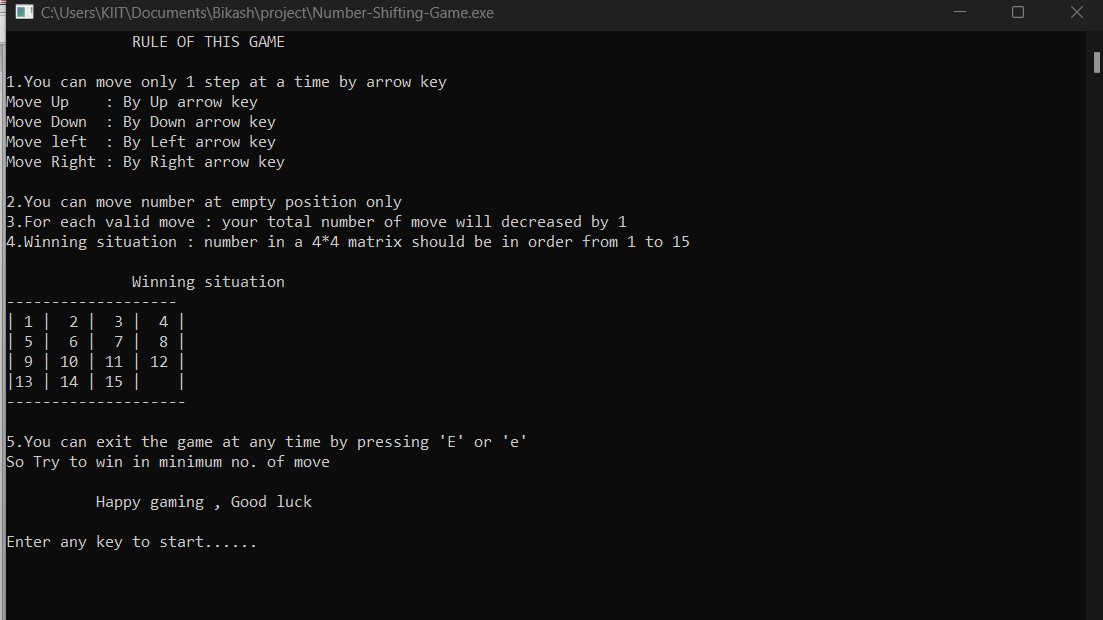 C:\Users\KIIT\Documents\Bikash\project\Number-Shifting-Game.exe
RULE OF THIS GAME
1.You can move only 1 step at a time by arrow key
Move Up    : By Up arrow key
Move Down  : By Down arrow key
Move left  : By Left arrow key
Move Right : By Right arrow key
2.You can move number at empty position only
3.For each valid move : your total number of move will decreased by 1
4.Winning situation : number in a 4*4 matrix should be in order from 1 to 15
Winning situation
-------------------
| 1 |  2 |  3 |  4 |
| 5 |  6 |  7 |  8 |
| 9 | 10 | 11 | 12 |
|13 | 14 | 15 |    |
--------------------
5.You can exit the game at any time by pressing 'E' or 'e'
So Try to win in minimum no. of move
Happy gaming , Good luck
Enter any key to start......